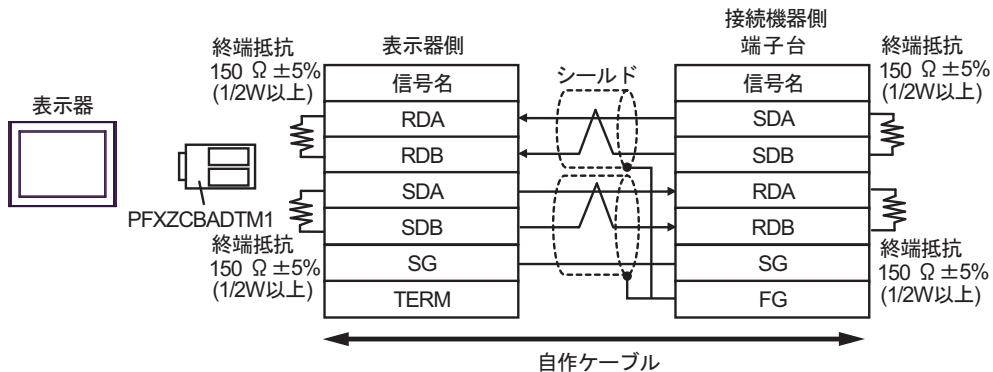 接続機器側
終端抵抗
150 Ω ±5%
(1/2W以上)
表示器側
端子台
終端抵抗
150 Ω ±5%
(1/2W以上)
表示器
信号名
シールド
信号名
RDA
SDA
RDB
SDB
SDA
RDA
PFXZCBADTM1
SDB
RDB
終端抵抗
150 Ω ±5%
(1/2W以上)
SG
SG
終端抵抗
150 Ω ±5%
(1/2W以上)
TERM
FG
自作ケーブル